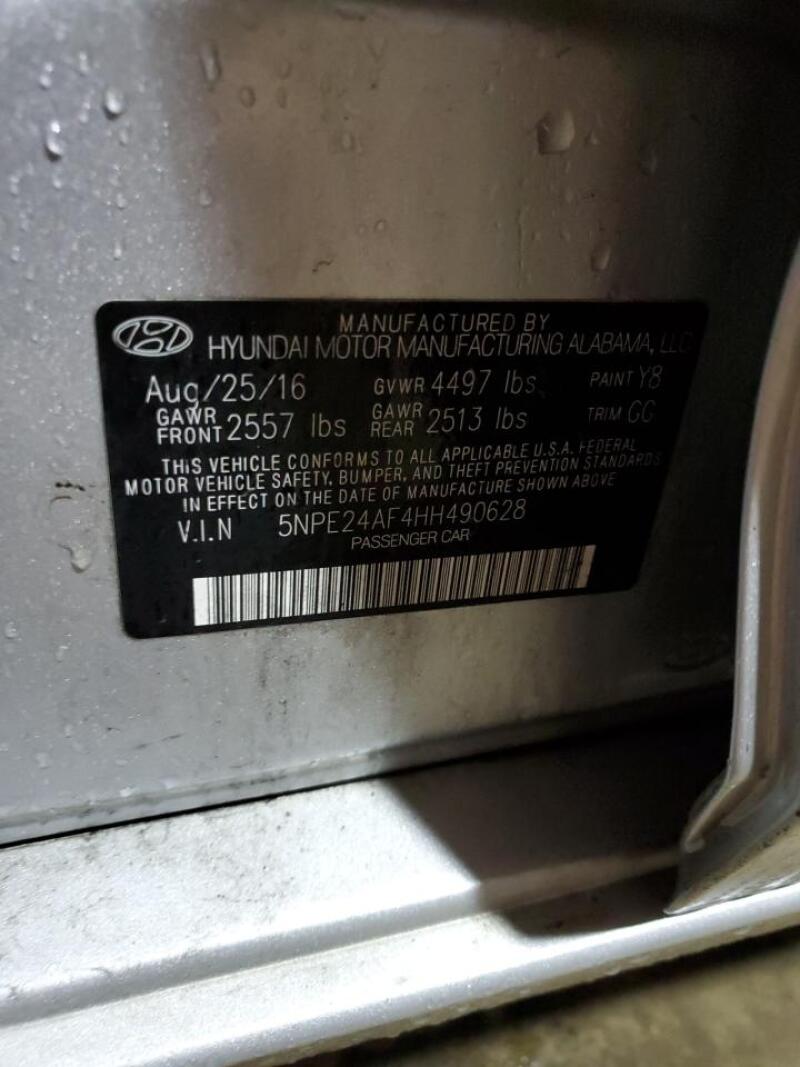 MANUFACTURED BY
HYUNDAI MOTOR MANUFACTURING ALABAMA, LLC
Aug/25/16 GVWR 4497 lbs PAINT Y8
GAWR FRONT 2557 lbs GAWR REAR 2513 lbs TRIM GG
THIS VEHICLE CONFORMS TO ALL APPLICABLE U.S.A. FEDERAL
MOTOR VEHICLE SAFETY, BUMPER, AND THEFT PREVENTION STANDARDS
IN EFFECT ON THE DATE OF MANUFACTURE SHOWN ABOVE
V.I.N 5NPE24AF4HH490628
PASSENGER CAR